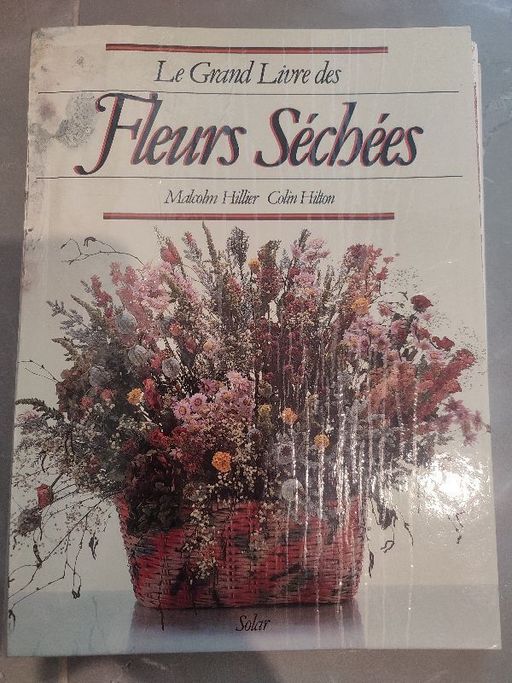 Le Grand Livre des
Fleurs Séchées
Malcolm Hillier Colin Hilton
Solar